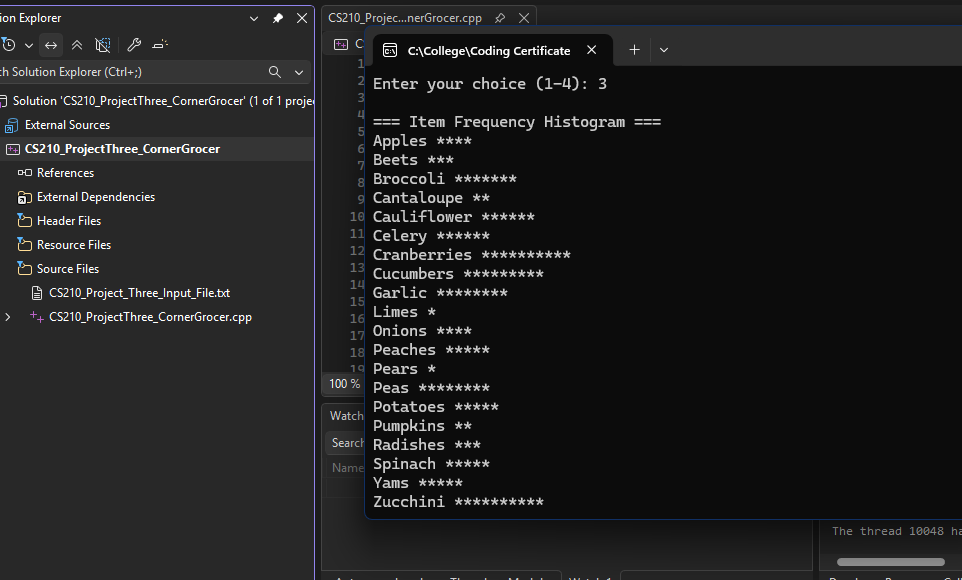 ion Explorer
ch Solution Explorer (Ctrl+;)
Solution 'CS210_ProjectThree_CornerGrocer' (1 of 1 proje
External Sources
CS210_ProjectThree_CornerGrocer
References
External Dependencies
Header Files
Resource Files
Source Files
CS210_Project_Three_Input_File.txt
CS210_ProjectThree_CornerGrocer.cpp
CS210_Projec...nerGrocer.cpp
C
1
2
3
4
5
6
7
8
9
10
11
12
13
14
15
16
17
18
19
100 %
Watch
Search
Name
C:\College\Coding Certificate
Enter your choice (1-4): 3
=== Item Frequency Histogram ===
Apples ****
Beets ***
Broccoli *******
Cantaloupe **
Cauliflower ******
Celery ******
Cranberries **********
Cucumbers *********
Garlic ********
Limes *
Onions ****
Peaches *****
Pears *
Peas ********
Potatoes *****
Pumpkins **
Radishes ***
Spinach *****
Yams *****
Zucchini **********
The thread 10048 ha